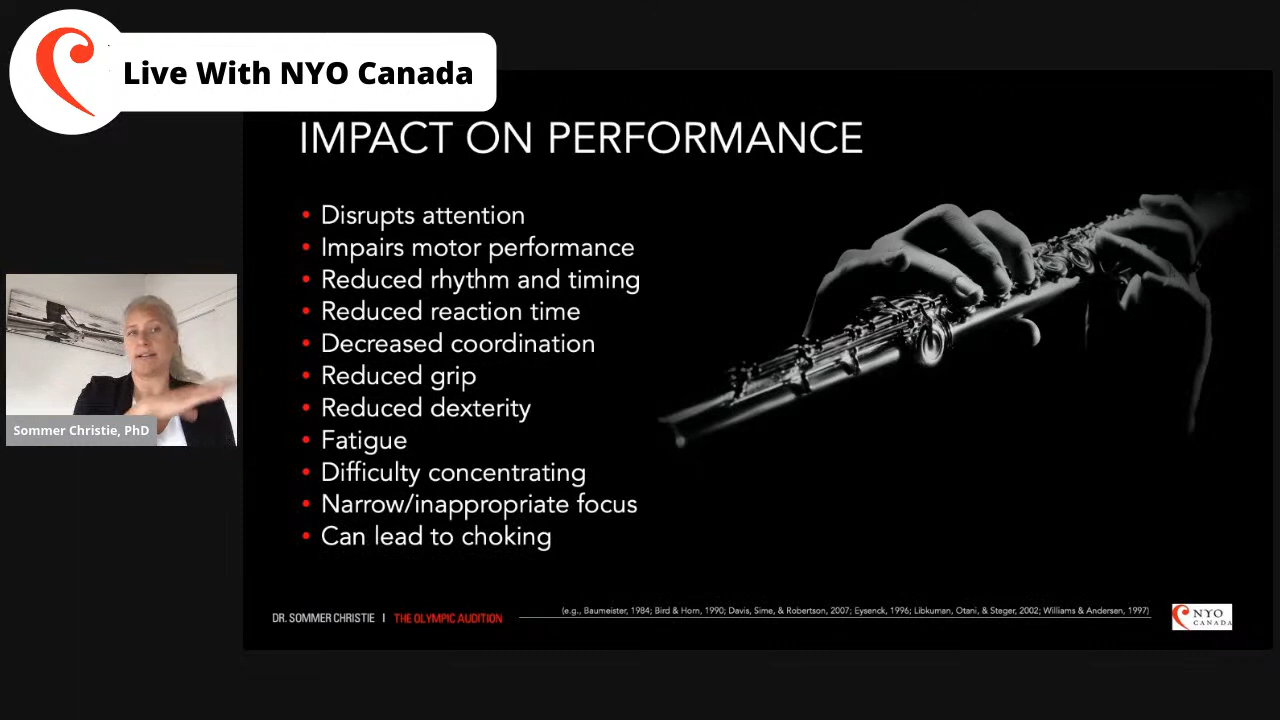 Live With NYO Canada
IMPACT ON PERFORMANCE
• Disrupts attention
• Impairs motor performance
• Reduced rhythm and timing
• Reduced reaction time
• Decreased coordination
• Reduced grip
• Reduced dexterity
• Fatigue
• Difficulty concentrating
• Narrow/inappropriate focus
• Can lead to choking
Sommer Christie, PhD
(e.g., Baumeister, 1984; Bird & Horn, 1990; Davis, Sime, & Robertson, 2007; Eysenck, 1996; Libkuman, Otani, & Steger, 2002; Williams & Andersen, 1997)
DR. SOMMER CHRISTIE | THE OLYMPIC AUDITION
NYO
CANADA